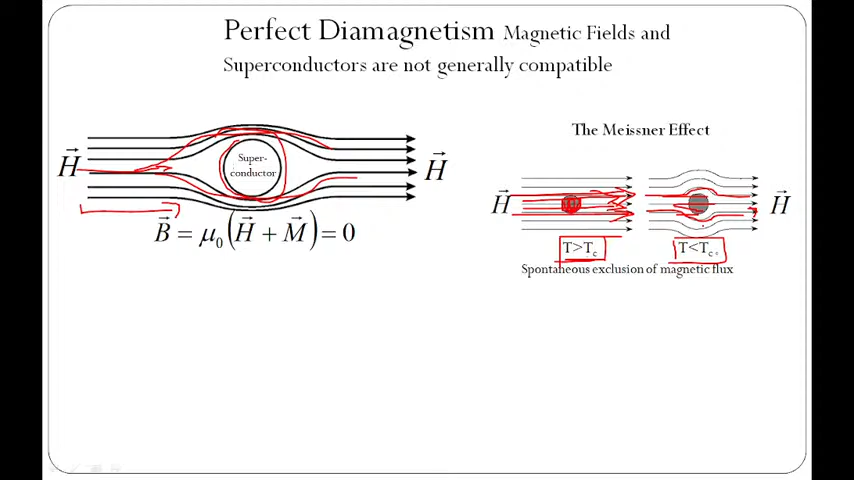 Perfect Diamagnetism Magnetic Fields and
Superconductors are not generally compatible
The Meissner Effect
H⃗
Super-
conductor
H⃗
B⃗ = μ₀(H⃗ + M⃗) = 0
H⃗
H⃗
T>Tc
T<Tc
Spontaneous exclusion of magnetic flux